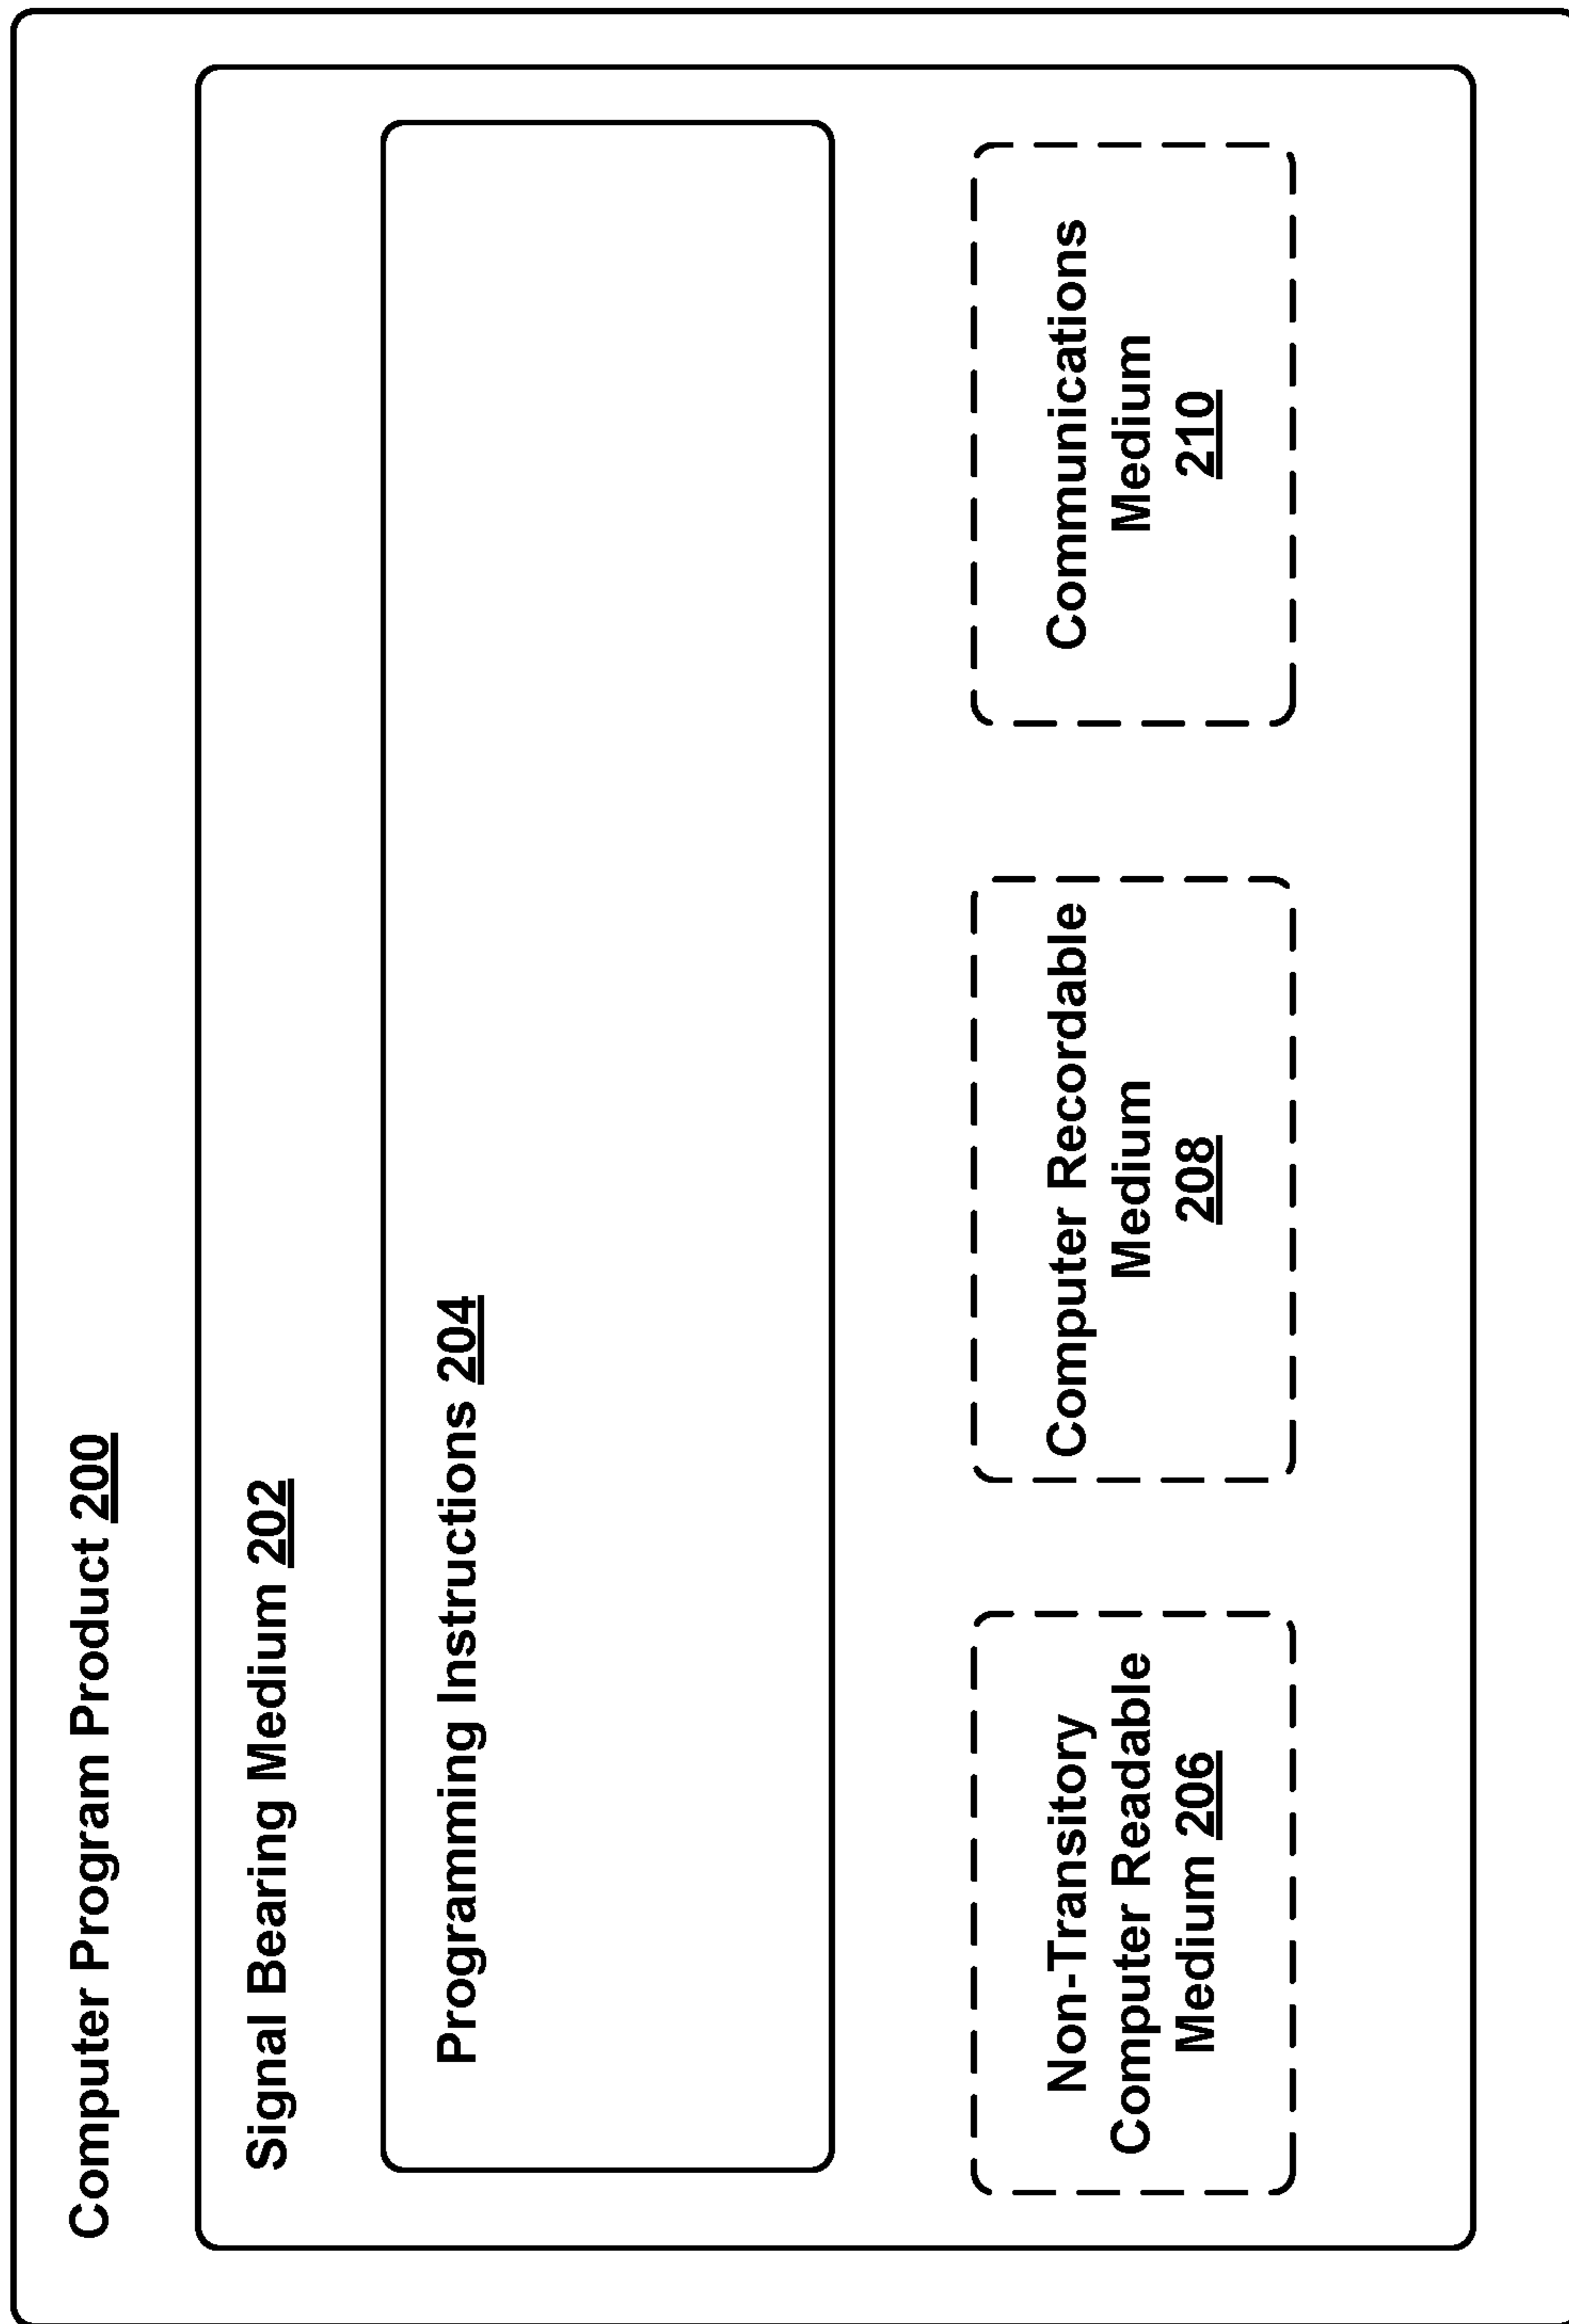 Computer Program Product 200
Signal Bearing Medium 202
Programming Instructions 204
Non-Transitory
Computer Readable
Medium 206
Computer Recordable
Medium
208
Communications
Medium
210